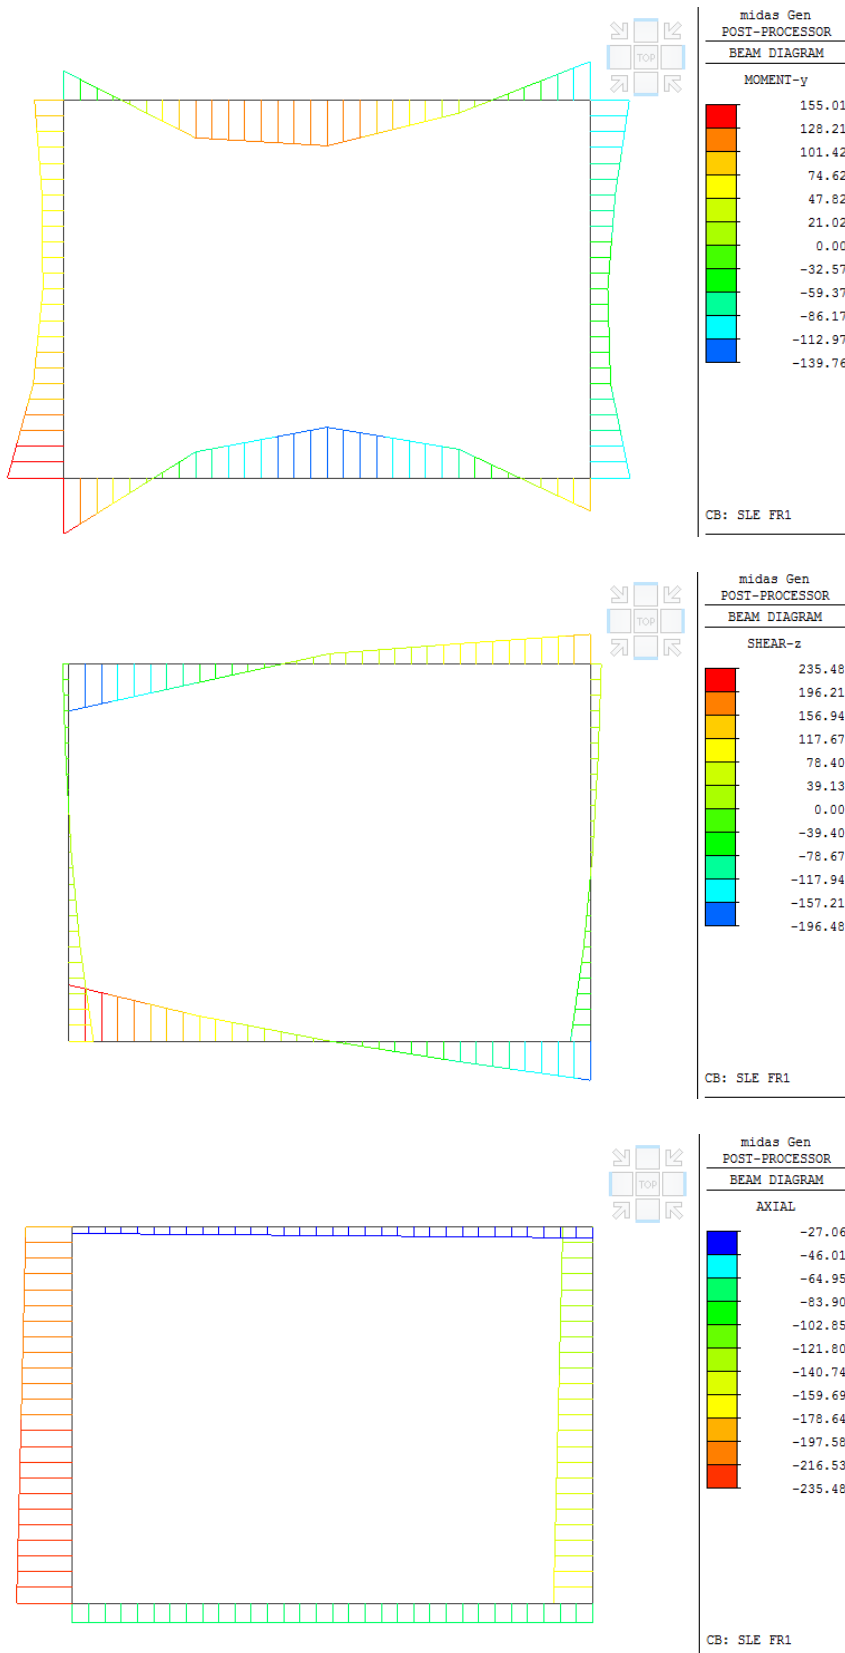 midas Gen
POST-PROCESSOR
BEAM DIAGRAM
MOMENT-y
155.01
128.21
101.42
74.62
47.82
21.02
0.00
-32.57
-59.37
-86.17
-112.97
-139.76
CB: SLE FR1
TOP
midas Gen
POST-PROCESSOR
BEAM DIAGRAM
SHEAR-z
235.48
196.21
156.94
117.67
78.40
39.13
0.00
-39.40
-78.67
-117.94
-157.21
-196.48
CB: SLE FR1
TOP
midas Gen
POST-PROCESSOR
BEAM DIAGRAM
AXIAL
-27.06
-46.01
-64.95
-83.90
-102.85
-121.80
-140.74
-159.69
-178.64
-197.58
-216.53
-235.48
CB: SLE FR1
TOP